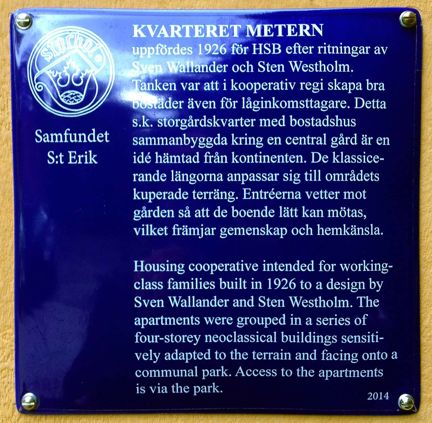 KVARTERET METERN
uppfördes 1926 för HSB efter ritningar av
Sven Wallander och Sten Westholm.
Tanken var att i kooperativ regi skapa bra
bostäder även för låginkomsttagare. Detta
s.k. storgårdskvarter med bostadshus
sammanbyggda kring en central gård är en
idé hämtad från kontinenten. De klassice-
rande längorna anpassar sig till områdets
kuperade terräng. Entréerna vetter mot
gården så att de boende lätt kan mötas,
vilket främjar gemenskap och hemkänsla.
Housing cooperative intended for working-
class families built in 1926 to a design by
Sven Wallander and Sten Westholm. The
apartments were grouped in a series of
four-storey neoclassical buildings sensiti-
vely adapted to the terrain and facing onto a
communal park. Access to the apartments
is via the park.
2014
Samfundet
S:t Erik